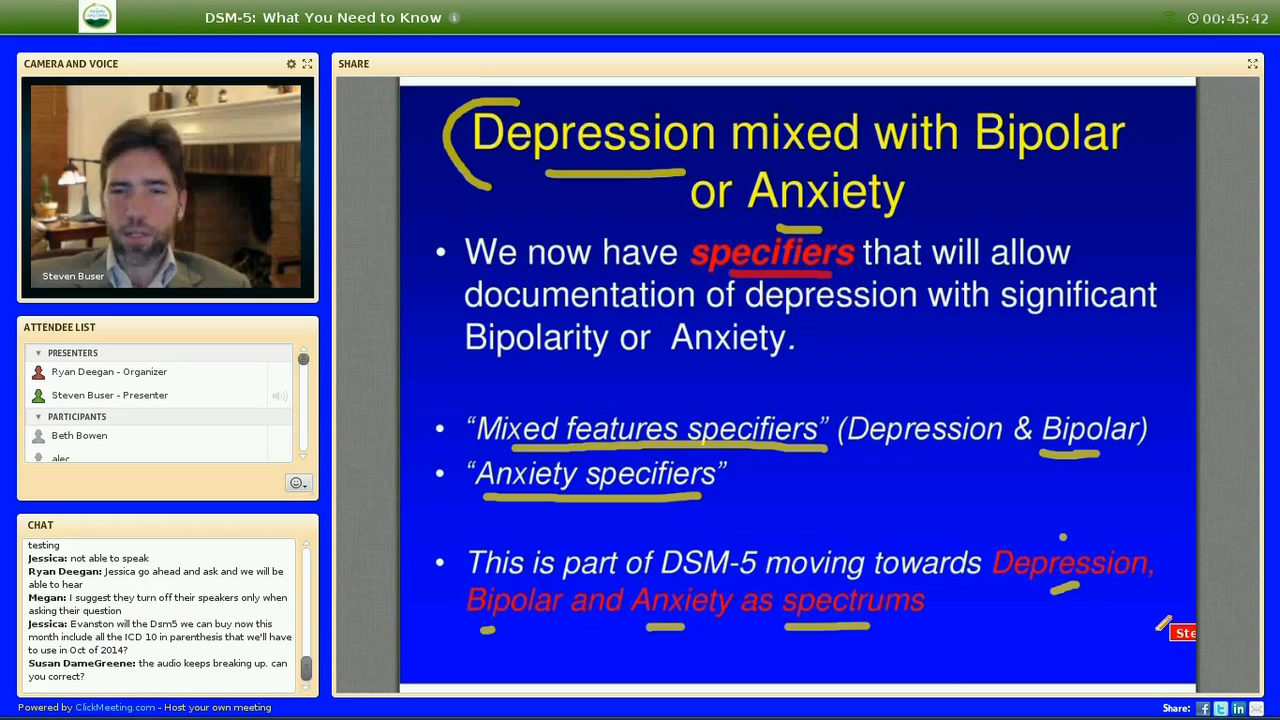 DSM-5: What You Need to Know
00:45:42
CAMERA AND VOICE
Steven Buser
ATTENDEE LIST
PRESENTERS
Ryan Deegan - Organizer
Steven Buser - Presenter
PARTICIPANTS
Beth Bowen
alec
CHAT
testing
Jessica: not able to speak
Ryan Deegan: Jessica go ahead and ask and we will be
able to hear
Megan: I suggest they turn off their speakers only when
asking their question
Jessica: Evanston will the Dsm5 we can buy now this
month include all the ICD 10 in parenthesis that we'll have
to use in Oct of 2014?
Susan DameGreene: the audio keeps breaking up, can
you correct?
SHARE
Depression mixed with Bipolar
or Anxiety
• We now have specifiers that will allow
documentation of depression with significant
Bipolarity or Anxiety.
• “Mixed features specifiers” (Depression & Bipolar)
• “Anxiety specifiers”
• This is part of DSM-5 moving towards Depression,
Bipolar and Anxiety as spectrums
Ste
Powered by ClickMeeting.com - Host your own meeting
Share: